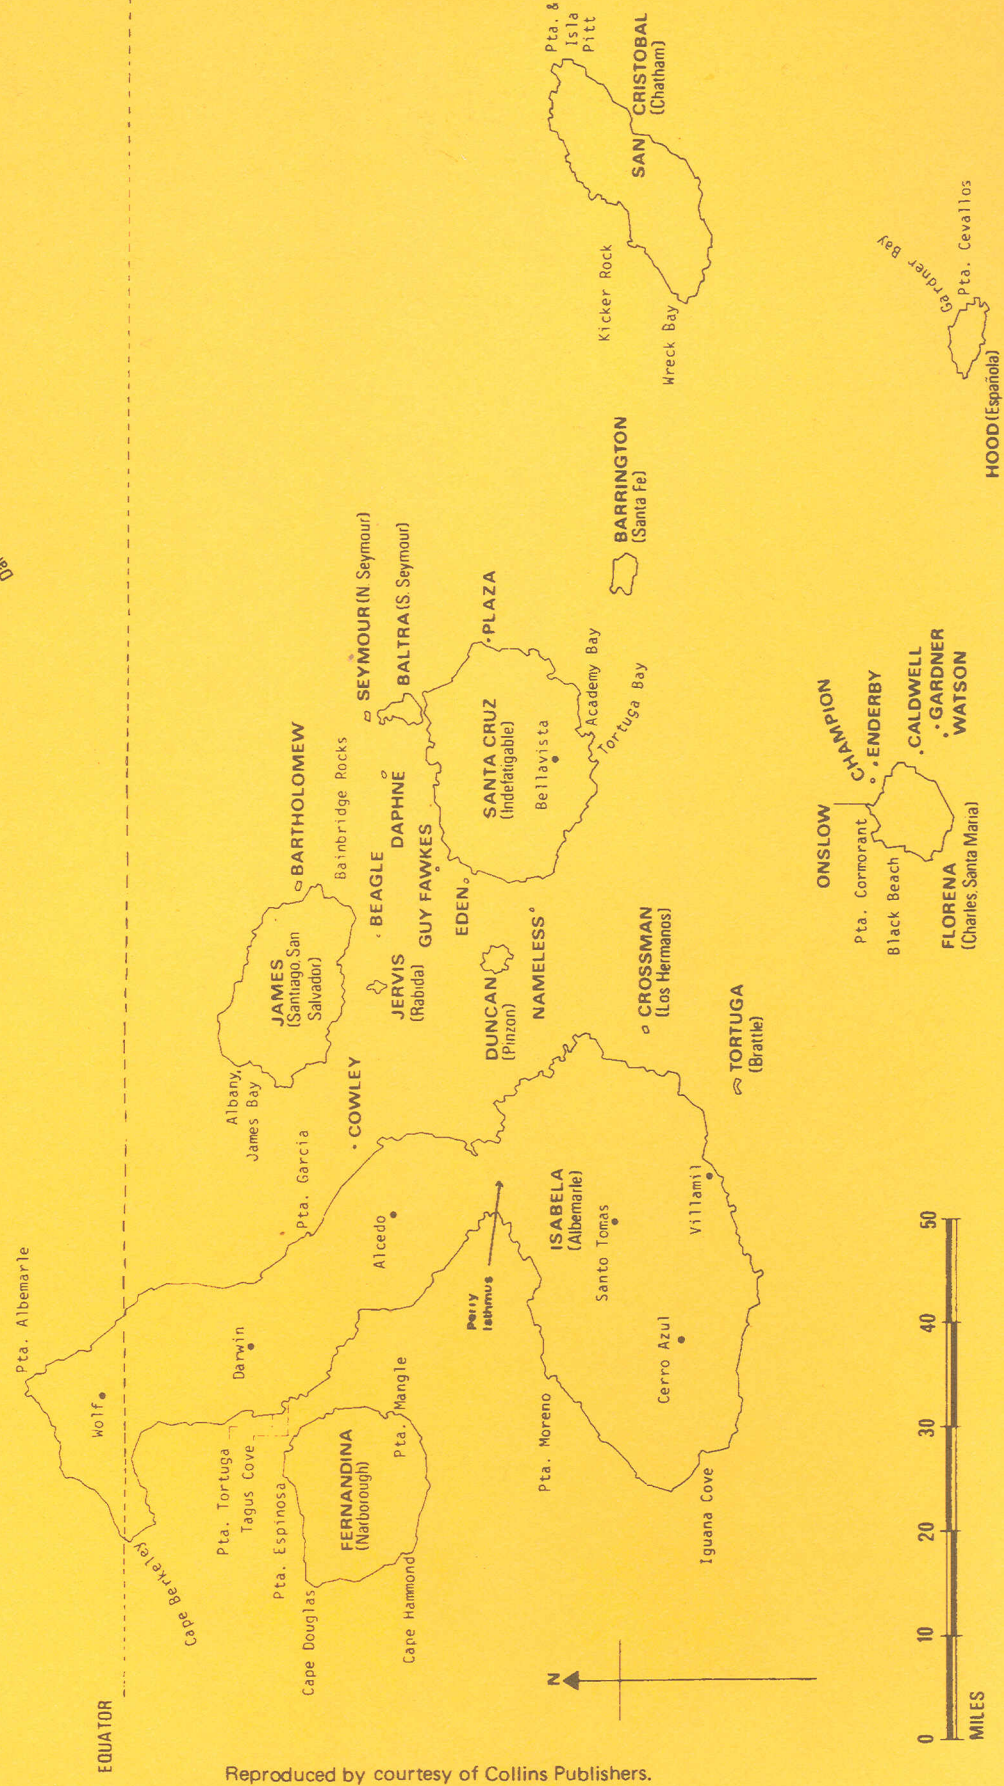 Pta. Albemarle
EQUATOR
Wolf
Cape Berkeley
Darwin
Pta. Tortuga
Tagus Cove
Pta. Espinosa
Cape Douglas
FERNANDINA
(Narborough)
Pta. Mangle
Cape Hammond
Alcedo
Pta. Garcia
Perry
Isthmus
ISABELA
(Albemarle)
Santo Tomas
Villamil
Cerro Azul
Pta. Moreno
Iguana Cove
COWLEY
Albany
James Bay
JAMES
(Santiago, San
Salvador)
BARTHOLOMEW
Bainbridge Rocks
BEAGLE
JERVIS
(Rabida)
DAPHNE
GUY FAWKES
EDEN
DUNCAN
(Pinzon)
NAMELESS
CROSSMAN
(Los Hermanos)
TORTUGA
(Brattle)
SEYMOUR (N. Seymour)
BALTRA (S. Seymour)
PLAZA
SANTA CRUZ
(Indefatigable)
Bellavista
Academy Bay
Tortuga Bay
BARRINGTON
(Santa Fe)
Pta. &
Isla
Pitt
SAN CRISTOBAL
(Chatham)
Kicker Rock
Wreck Bay
Gardner Bay
Pta. Cevallos
HOOD (Española)
CHAMPION
ENDERBY
CALDWELL
GARDNER
WATSON
ONSLOW
Pta. Cormorant
Black Beach
FLORENA
(Charles, Santa Maria)
N
0 10 20 30 40 50
MILES
Reproduced by courtesy of Collins Publishers.